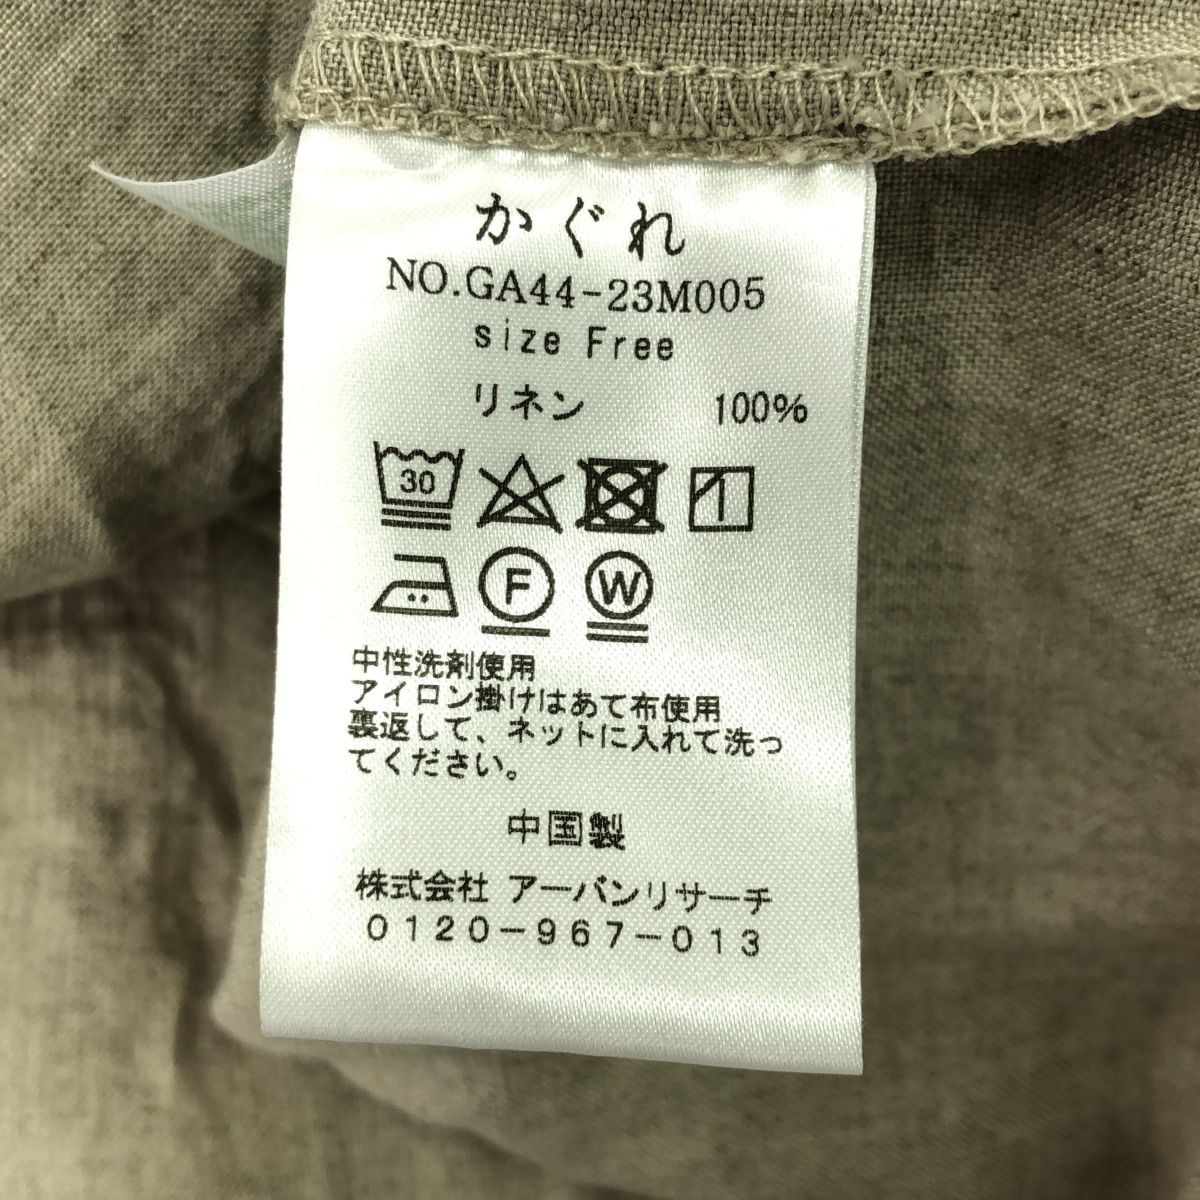 かぐれ
NO.GA44-23M005
size Free
リネン 100%
30
F W
中性洗剤使用
アイロン掛けはあて布使用
裏返して、ネットに入れて洗っ
てください。
中国製
株式会社 アーバンリサーチ
0120-967-013